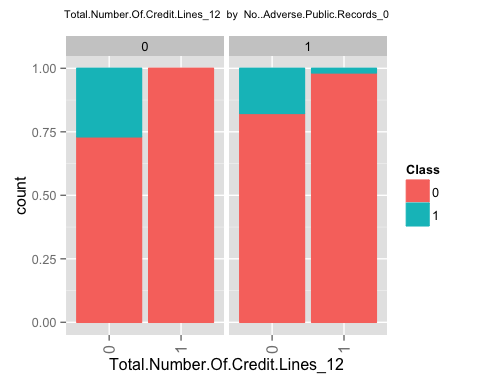 Total.Number.Of.Credit.Lines_12 by No..Adverse.Public.Records_0
0 1
1.00
0.75
0.50
0.25
0.00
count
0 1 0 1
Total.Number.Of.Credit.Lines_12
Class
0
1